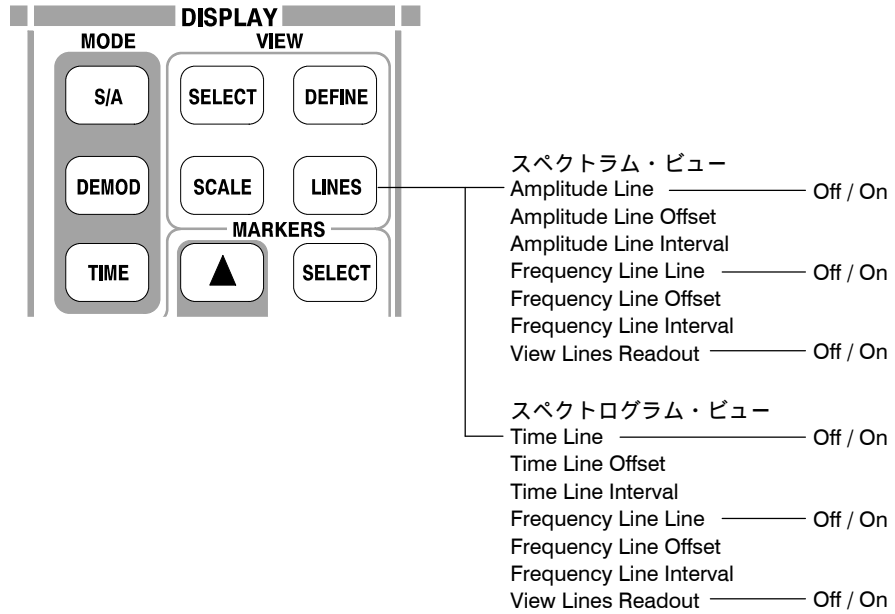 DISPLAY
MODE
VIEW
S/A
SELECT
DEFINE
DEMOD
SCALE
LINES
MARKERS
TIME
SELECT
スペクトラム・ビュー
Amplitude Line Off / On
Amplitude Line Offset
Amplitude Line Interval
Frequency Line Line Off / On
Frequency Line Offset
Frequency Line Interval
View Lines Readout Off / On
スペクトログラム・ビュー
Time Line Off / On
Time Line Offset
Time Line Interval
Frequency Line Line Off / On
Frequency Line Offset
Frequency Line Interval
View Lines Readout Off / On